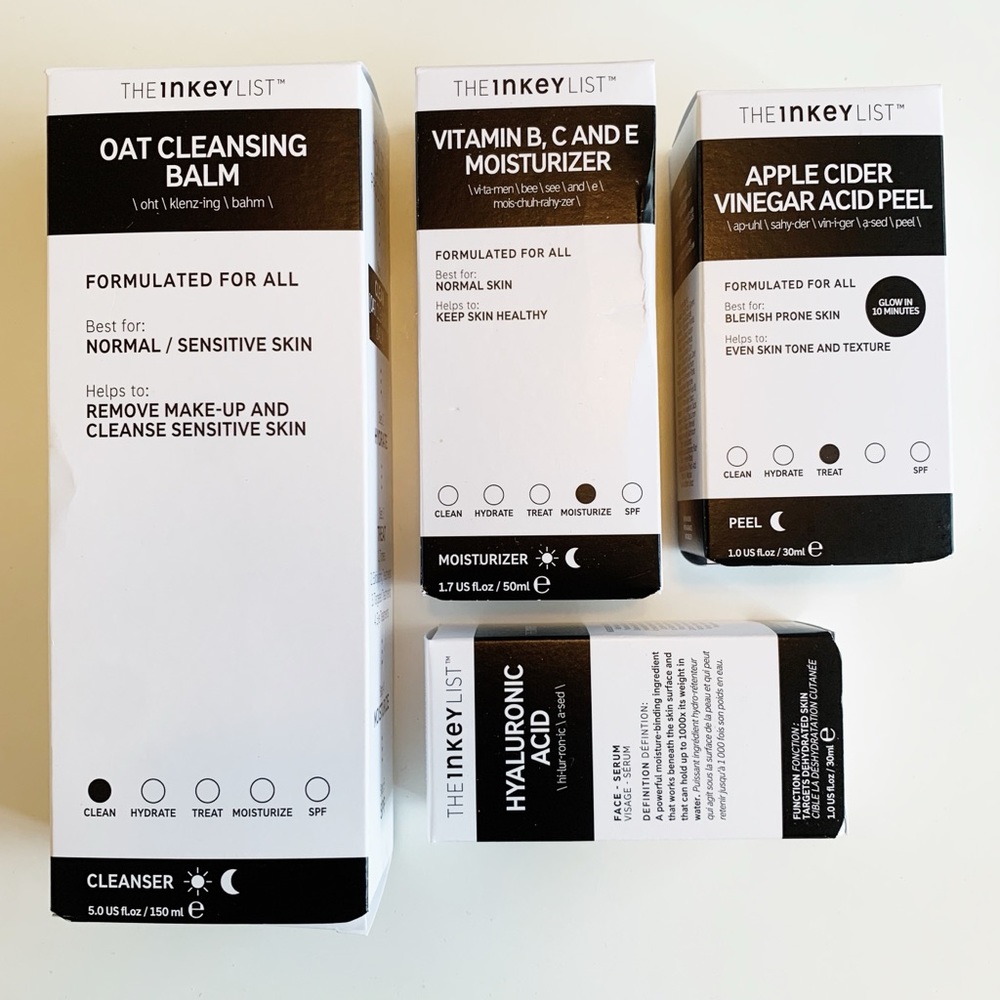 THE INKEY LIST™
OAT CLEANSING
BALM
\ oht \ klenz-ing \ bahm \
FORMULATED FOR ALL
Best for:
NORMAL / SENSITIVE SKIN
Helps to:
REMOVE MAKE-UP AND
CLEANSE SENSITIVE SKIN
CLEAN HYDRATE TREAT MOISTURIZE SPF
CLEANSER
5.0 US fl.oz / 150 ml ℮
THE INKEY LIST™
VITAMIN B, C AND E
MOISTURIZER
\ vi-ta-men \ bee \ see \ and \ e \
mois-chuh-rahy-zer \
FORMULATED FOR ALL
Best for:
NORMAL SKIN
Helps to:
KEEP SKIN HEALTHY
CLEAN HYDRATE TREAT MOISTURIZE SPF
MOISTURIZER
1.7 US fl.oz / 50ml ℮
THE INKEY LIST™
APPLE CIDER
VINEGAR ACID PEEL
\ ap-uhl \ sahy-der \ vin-i-ger \ a-sed \ peel \
FORMULATED FOR ALL
Best for:
BLEMISH PRONE SKIN
Helps to:
EVEN SKIN TONE AND TEXTURE
GLOW IN
10 MINUTES
CLEAN HYDRATE TREAT SPF
PEEL
1.0 US fl.oz / 30ml ℮
THE INKEY LIST™
HYALURONIC
ACID
\ hi-lur-ron-ic \ a-sed \
FACE - SERUM
VISAGE - SERUM
DEFINITION DÉFINTION:
A powerful moisture-binding ingredient
that works beneath the skin surface and
that can hold up to 1000x its weight in
water. Puissant ingrédient hydro-rétenteur
qui agit sous la surface de la peau et qui peut
retenir jusqu'à 1 000 fois son poids en eau.
FUNCTION FONCTION :
TARGETS DEHYDRATED SKIN
CIBLE LA DESHYDRATATION CUTANÉE
1.0 US fl.oz / 30ml ℮